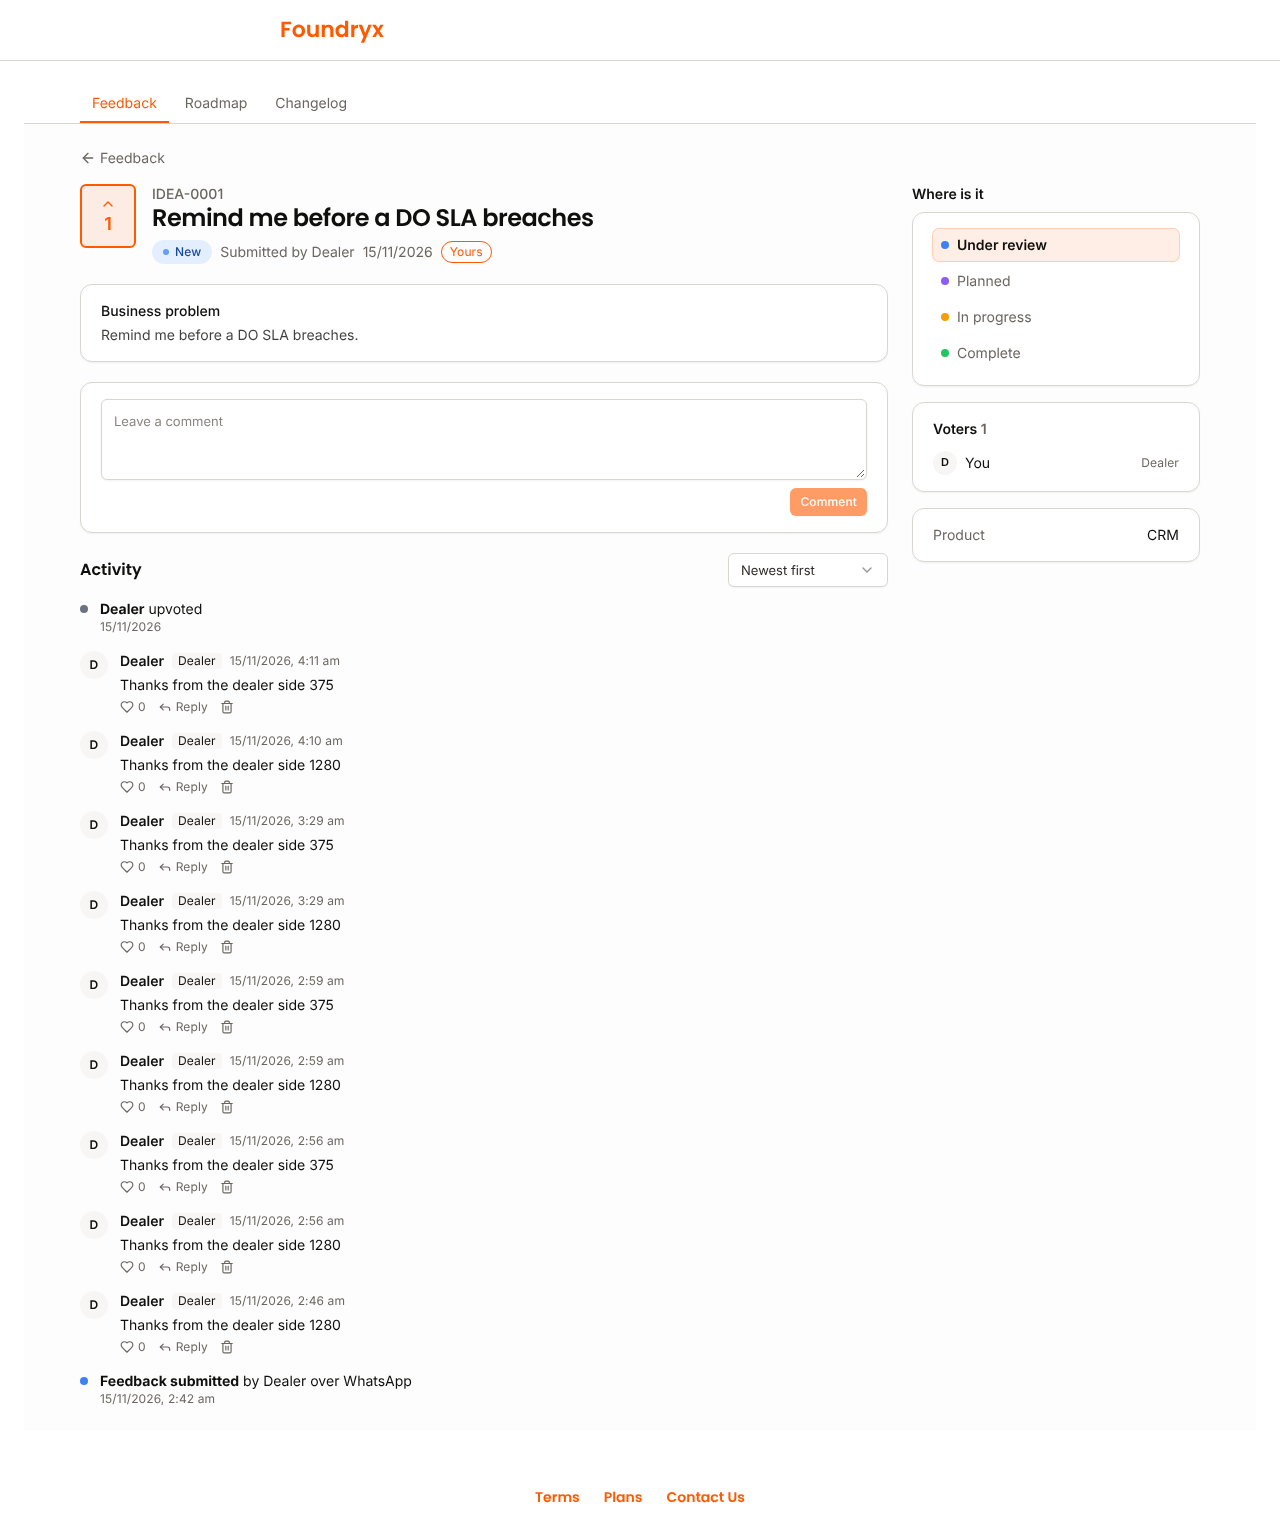 Foundryx
Feedback
Roadmap
Changelog
Feedback
1
IDEA-0001
Remind me before a DO SLA breaches
New
Submitted by Dealer
15/11/2026
Yours
Business problem
Remind me before a DO SLA breaches.
Leave a comment
Comment
Where is it
Under review
Planned
In progress
Complete
Voters 1
D
You
Dealer
Product
CRM
Activity
Newest first
Dealer upvoted
15/11/2026
D
Dealer Dealer 15/11/2026, 4:11 am
Thanks from the dealer side 375
0 Reply
D
Dealer Dealer 15/11/2026, 4:10 am
Thanks from the dealer side 1280
0 Reply
D
Dealer Dealer 15/11/2026, 3:29 am
Thanks from the dealer side 375
0 Reply
D
Dealer Dealer 15/11/2026, 3:29 am
Thanks from the dealer side 1280
0 Reply
D
Dealer Dealer 15/11/2026, 2:59 am
Thanks from the dealer side 375
0 Reply
D
Dealer Dealer 15/11/2026, 2:59 am
Thanks from the dealer side 1280
0 Reply
D
Dealer Dealer 15/11/2026, 2:56 am
Thanks from the dealer side 375
0 Reply
D
Dealer Dealer 15/11/2026, 2:56 am
Thanks from the dealer side 1280
0 Reply
D
Dealer Dealer 15/11/2026, 2:46 am
Thanks from the dealer side 1280
0 Reply
Feedback submitted by Dealer over WhatsApp
15/11/2026, 2:42 am
Terms
Plans
Contact Us